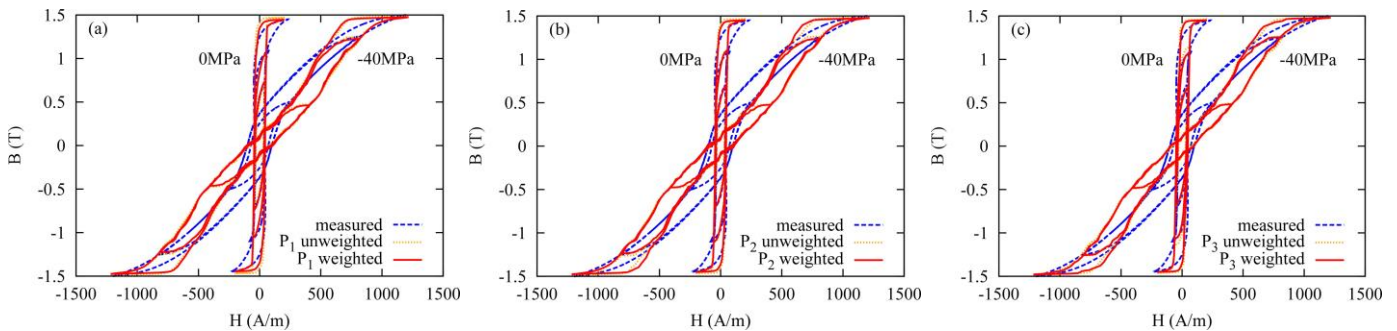 (a)
0MPa
-40MPa
measured
P1 unweighted
P1 weighted
B (T)
1.5
1
0.5
0
-0.5
-1
-1.5
-1500 -1000 -500 0 500 1000 1500
H (A/m)
(b)
0MPa
-40MPa
measured
P2 unweighted
P2 weighted
B (T)
1.5
1
0.5
0
-0.5
-1
-1.5
-1500 -1000 -500 0 500 1000 1500
H (A/m)
(c)
0MPa
-40MPa
measured
P3 unweighted
P3 weighted
B (T)
1.5
1
0.5
0
-0.5
-1
-1.5
-1500 -1000 -500 0 500 1000 1500
H (A/m)